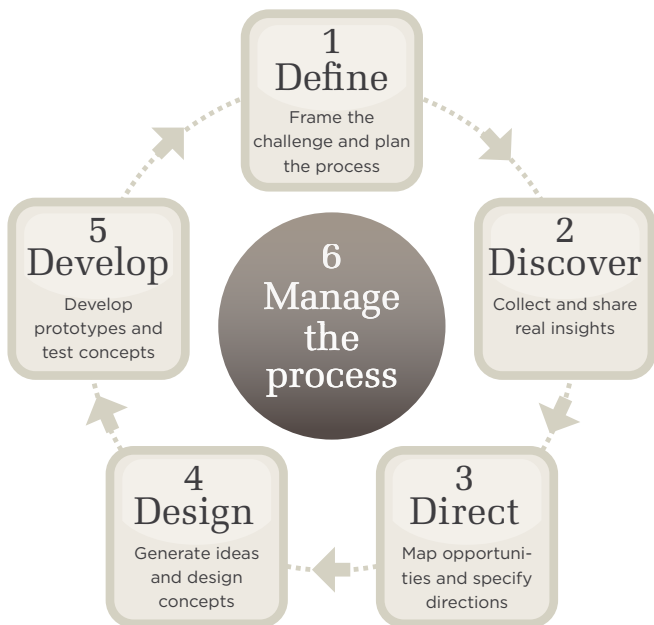 1
Define
Frame the
challenge and plan
the process
2
Discover
Collect and share
real insights
3
Direct
Map opportuni-
ties and specify
directions
4
Design
Generate ideas
and design
concepts
5
Develop
Develop
prototypes and
test concepts
6
Manage
the
process